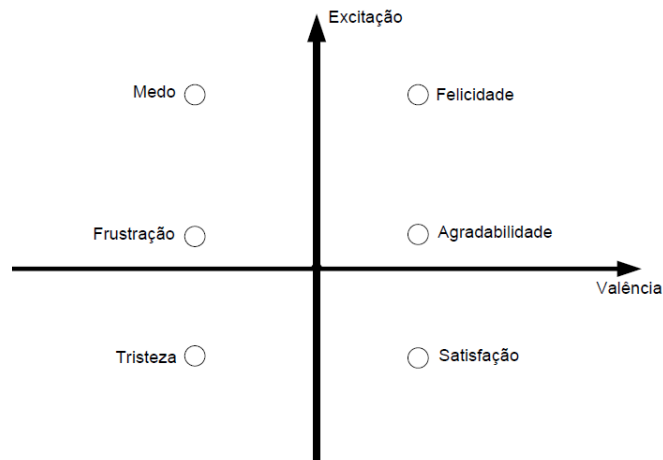 Excitação
Medo
Felicidade
Frustração
Agradabilidade
Valência
Tristeza
Satisfação